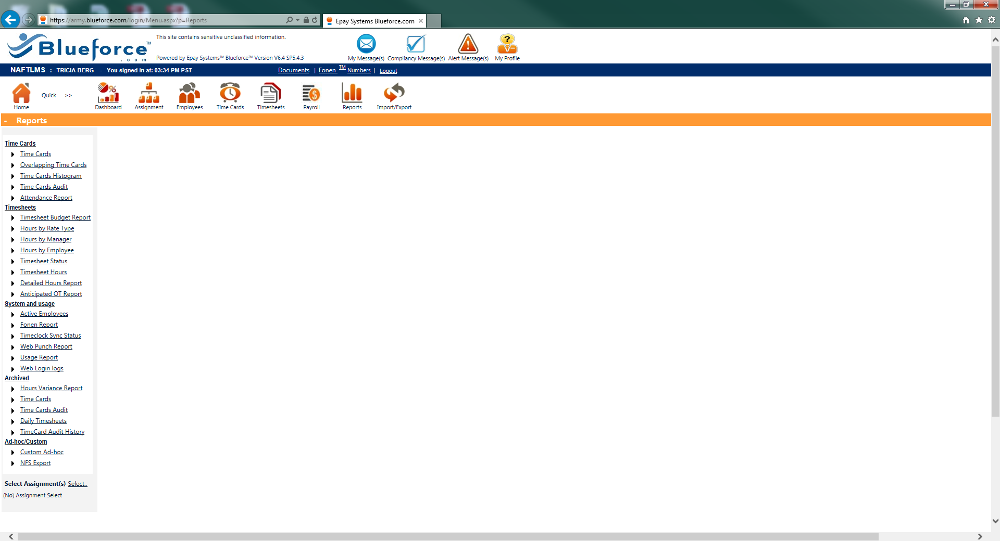 https://army.blueforce.com/login/Menu.aspx?p=Reports
Epay Systems Blueforce.com
Blueforce™
.com
This site contains sensitive unclassified information.
Powered by Epay Systems™ Blueforce™ Version V6.4 SP5.4.3
My Message(s) Compliancy Message(s) Alert Message(s) My Profile
NAFTLMS : TRICIA BERG - You signed in at: 03:34 PM PST
Documents | Fonen ™ Numbers | Logout
Quick >>
Home Dashboard Assignment Employees Time Cards Timesheets Payroll Reports Import/Export
- Reports
Time Cards
Time Cards
Overlapping Time Cards
Time Cards Histogram
Time Cards Audit
Attendance Report
Timesheets
Timesheet Budget Report
Hours by Rate Type
Hours by Manager
Hours by Employee
Timesheet Status
Timesheet Hours
Detailed Hours Report
Anticipated OT Report
System and usage
Active Employees
Fonen Report
Timeclock Sync Status
Web Punch Report
Usage Report
Web Login logs
Archived
Hours Variance Report
Time Cards
Time Cards Audit
Daily Timesheets
TimeCard Audit History
Ad-hoc/Custom
Custom Ad-hoc
NFS Export
Select Assignment(s) Select..
(No) Assignment Select